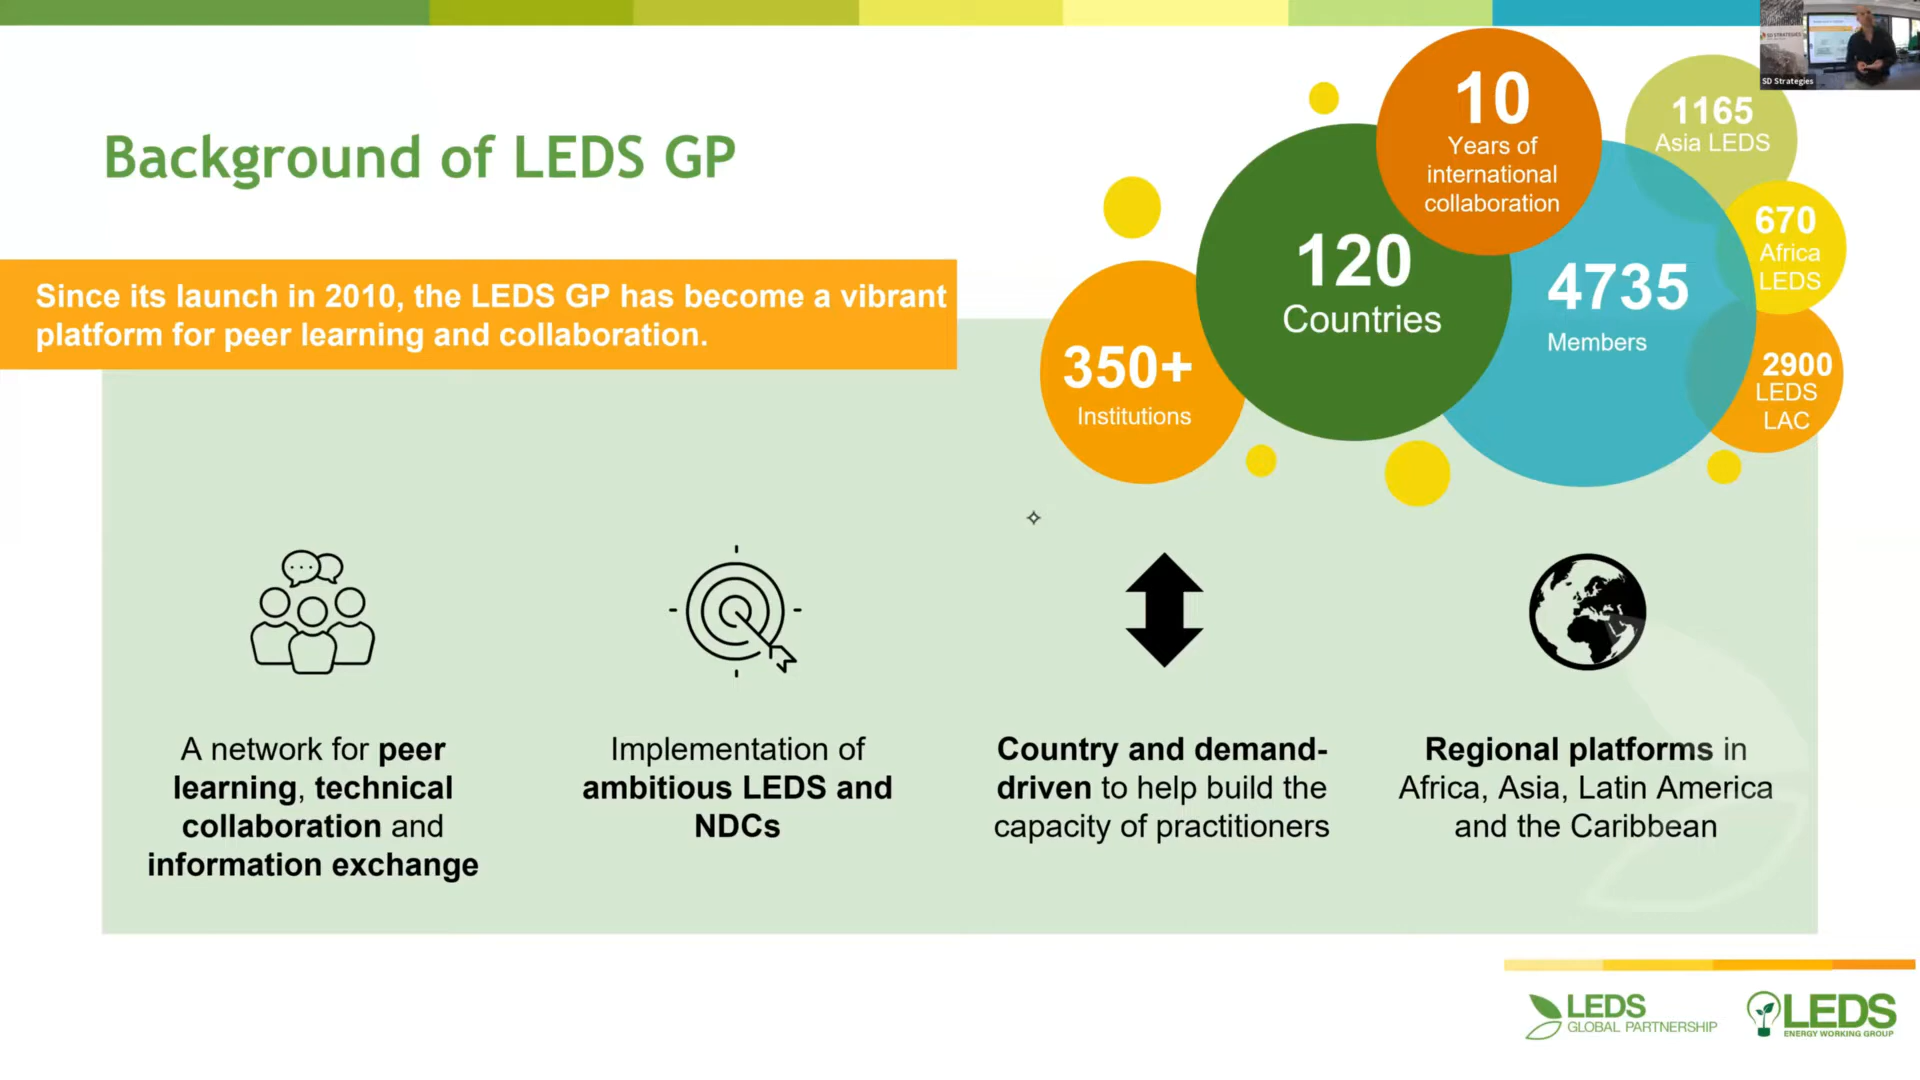 Background of LEDS GP
Since its launch in 2010, the LEDS GP has become a vibrant
platform for peer learning and collaboration.
10
Years of
international
collaboration
120
Countries
350+
Institutions
4735
Members
1165
Asia LEDS
670
Africa
LEDS
2900
LEDS
LAC
SD STRATEGIES
SD Strategies
A network for peer
learning, technical
collaboration and
information exchange
Implementation of
ambitious LEDS and
NDCs
Country and demand-
driven to help build the
capacity of practitioners
Regional platforms in
Africa, Asia, Latin America
and the Caribbean
LEDS
GLOBAL PARTNERSHIP
LEDS
ENERGY WORKING GROUP